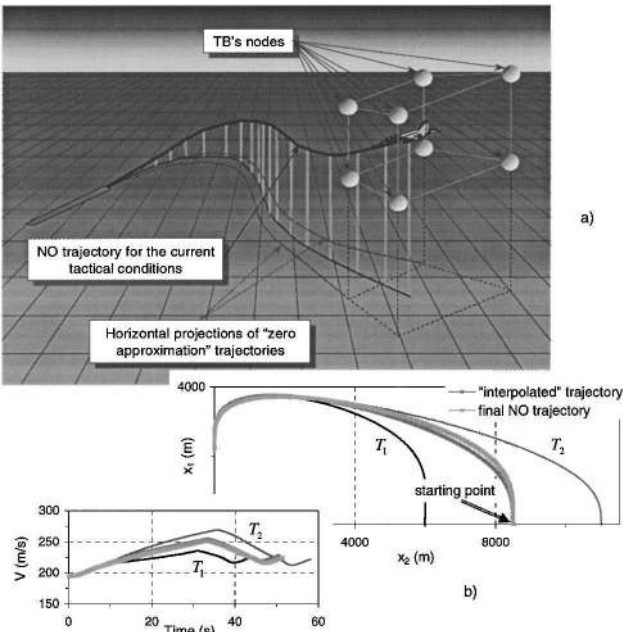 TB's nodes
a)
NO trajectory for the current
tactical conditions
Horizontal projections of "zero
approximation" trajectories
4000
"interpolated" trajectory
final NO trajectory
x₁ (m)
T₁
T₂
starting point
4000
8000
x₂ (m)
b)
300
250
200
150
V (m/s)
T₂
T₁
0
20
40
60
Time (s)